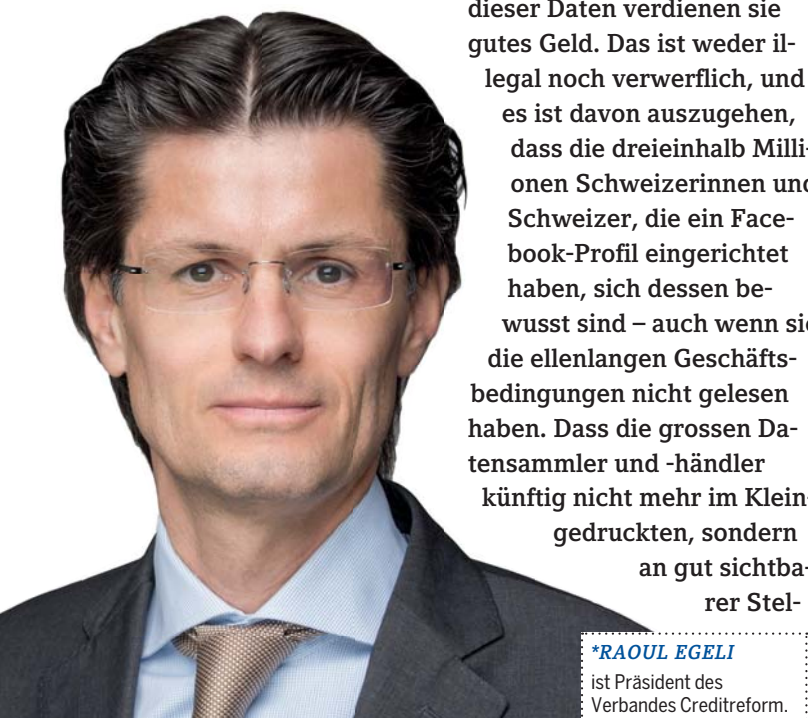 dieser Daten verdienen sie
gutes Geld. Das ist weder il-
legal noch verwerflich, und
es ist davon auszugehen,
dass die dreieinhalb Milli-
onen Schweizerinnen und
Schweizer, die ein Face-
book-Profil eingerichtet
haben, sich dessen be-
wusst sind – auch wenn sie
die ellenlangen Geschäfts-
bedingungen nicht gelesen
haben. Dass die grossen Da-
tensammler und -händler
künftig nicht mehr im Klein-
gedruckten, sondern
an gut sichtba-
rer Stel-
*RAOUL EGELI
ist Präsident des
Verbandes Creditreform.